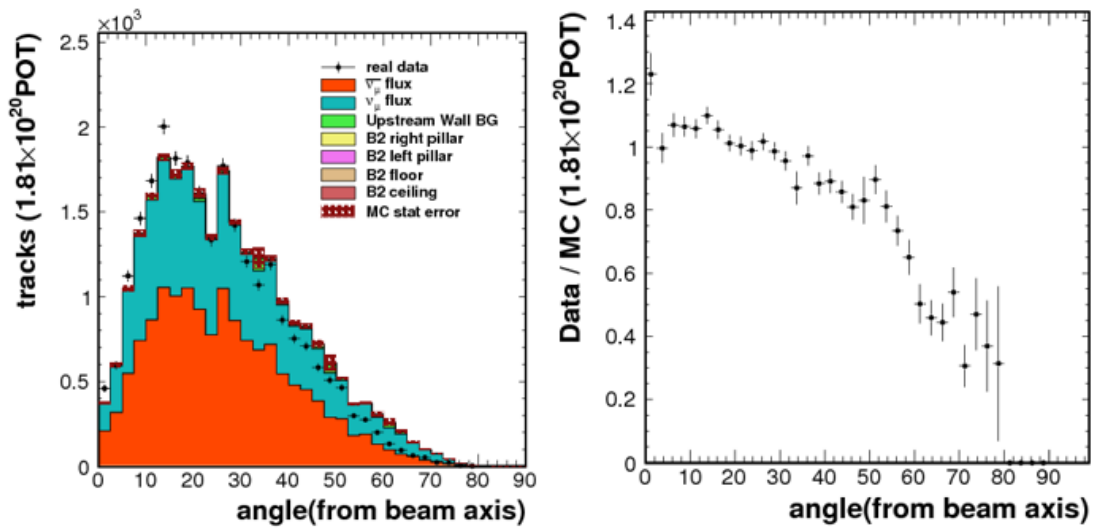 ×10³
tracks (1.81×10²⁰POT)
2.5
2
1.5
1
0.5
0
real data
ν̅μ flux
νμ flux
Upstream Wall BG
B2 right pillar
B2 left pillar
B2 floor
B2 ceiling
MC stat error
0 10 20 30 40 50 60 70 80 90
angle(from beam axis)
Data / MC (1.81×10²⁰POT)
1.4
1.2
1
0.8
0.6
0.4
0.2
0
0 10 20 30 40 50 60 70 80 90
angle(from beam axis)